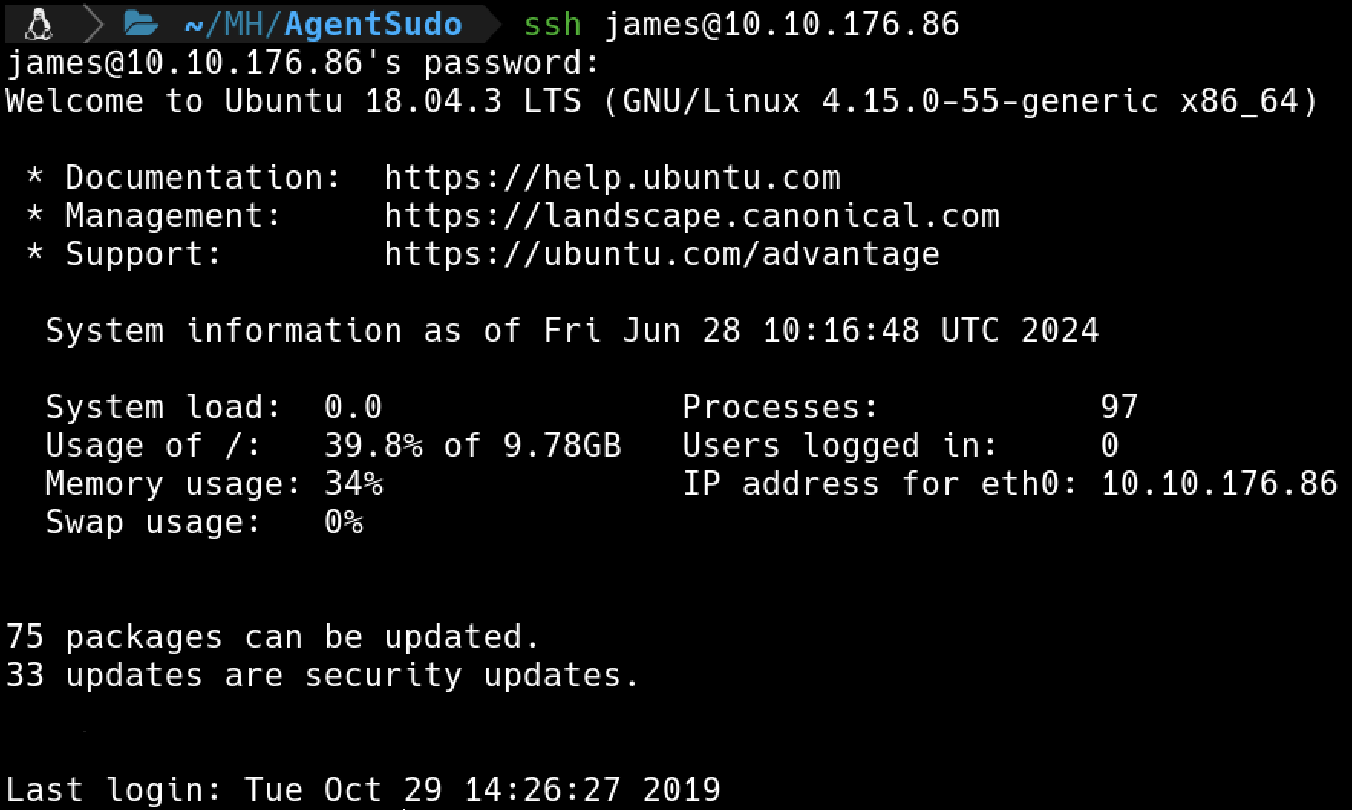 ~/MH/AgentSudo ssh james@10.10.176.86
james@10.10.176.86's password:
Welcome to Ubuntu 18.04.3 LTS (GNU/Linux 4.15.0-55-generic x86_64)
* Documentation: https://help.ubuntu.com
* Management: https://landscape.canonical.com
* Support: https://ubuntu.com/advantage
System information as of Fri Jun 28 10:16:48 UTC 2024
System load: 0.0 Processes: 97
Usage of /: 39.8% of 9.78GB Users logged in: 0
Memory usage: 34% IP address for eth0: 10.10.176.86
Swap usage: 0%
75 packages can be updated.
33 updates are security updates.
Last login: Tue Oct 29 14:26:27 2019